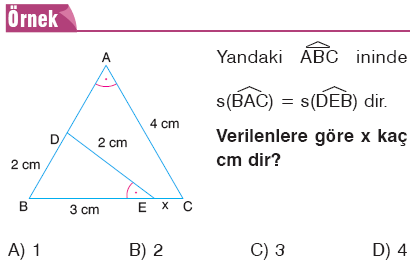 Örnek
Yandaki ABC ininde
s(BAC) = s(DEB) dir.
Verilenlere göre x kaç
cm dir?
A
4 cm
D
2 cm
2 cm
B
3 cm
E
x
C
A) 1
B) 2
C) 3
D) 4